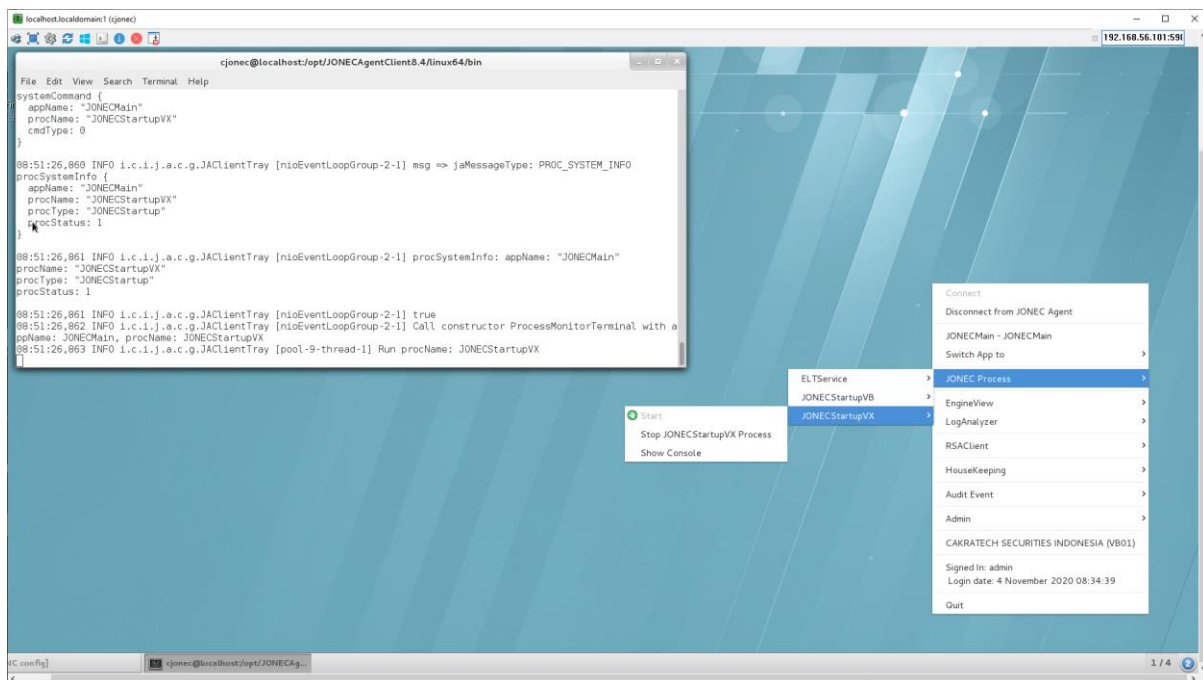 localhost.localdomain:1 (cjonec)
192.168.56.101:590
cjonec@localhost:/opt/JONECAgentClient8.4/linux64/bin
File Edit View Search Terminal Help
systemCommand {
appName: "JONECMain"
procName: "JONECStartupVX"
cmdType: 0
}
08:51:26,860 INFO i.c.i.j.a.c.g.JAClientTray [nioEventLoopGroup-2-1] msg => jaMessageType: PROC_SYSTEM_INFO
procSystemInfo {
appName: "JONECMain"
procName: "JONECStartupVX"
procType: "JONECStartup"
procStatus: 1
}
08:51:26,861 INFO i.c.i.j.a.c.g.JAClientTray [nioEventLoopGroup-2-1] procSystemInfo: appName: "JONECMain"
procName: "JONECStartupVX"
procType: "JONECStartup"
procStatus: 1
08:51:26,861 INFO i.c.i.j.a.c.g.JAClientTray [nioEventLoopGroup-2-1] true
08:51:26,862 INFO i.c.i.j.a.c.g.JAClientTray [nioEventLoopGroup-2-1] Call constructor ProcessMonitorTerminal with a
ppName: JONECMain, procName: JONECStartupVX
08:51:26,863 INFO i.c.i.j.a.c.g.JAClientTray [pool-9-thread-1] Run procName: JONECStartupVX
Start
Stop JONECStartupVX Process
Show Console
ELTService
JONECStartupVB
JONECStartupVX
Connect
Disconnect from JONEC Agent
JONECMain - JONECMain
Switch App to
JONEC Process
EngineView
LogAnalyzer
RSAClient
HouseKeeping
Audit Event
Admin
CAKRATECH SECURITIES INDONESIA (VB01)
Signed In: admin
Login date: 4 November 2020 08:34:39
Quit
IC config]
cjonec@localhost:/opt/JONECAg...
1 / 4
2